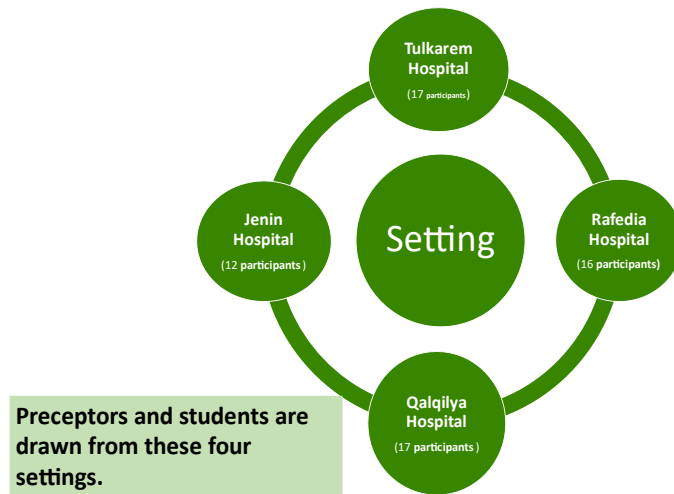 Tulkarem
Hospital
(17 participants)
Jenin
Hospital
(12 participants )
Setting
Rafedia
Hospital
(16 participants)
Qalqilya
Hospital
(17 participants )
Preceptors and students are
drawn from these four
settings.